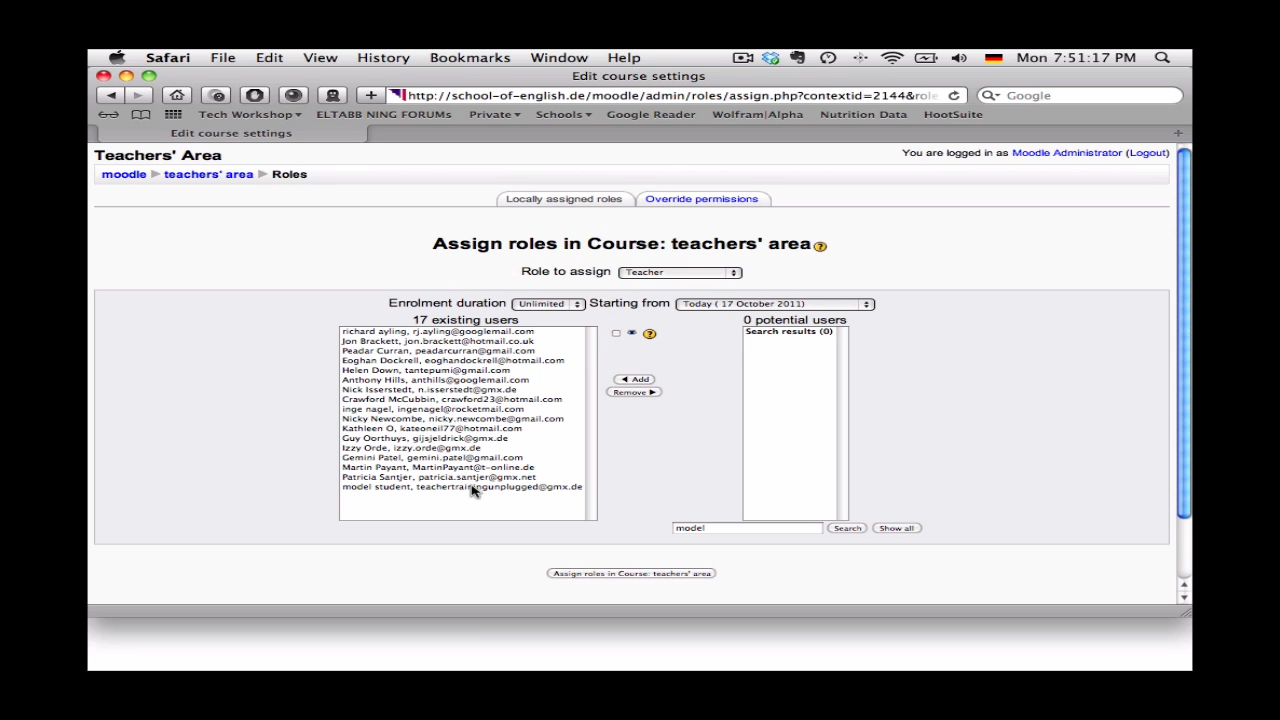 Safari File Edit View History Bookmarks Window Help Mon 7:51:17 PM
Edit course settings
http://school-of-english.de/moodle/admin/roles/assign.php?contextid=2144&role Google
Tech Workshop ELTABB NING FORUMs Private Schools Google Reader Wolfram|Alpha Nutrition Data HootSuite
Edit course settings
Teachers' Area You are logged in as Moodle Administrator (Logout)
moodle ► teachers' area ► Roles
Locally assigned roles Override permissions
Assign roles in Course: teachers' area ?
Role to assign Teacher
Enrolment duration Unlimited Starting from Today ( 17 October 2011)
17 existing users 0 potential users
richard ayling, rj.ayling@googlemail.com Search results (0)
Jon Brackett, jon.brackett@hotmail.co.uk
Peadar Curran, peadarcurran@gmail.com
Eoghan Dockrell, eoghandockrell@hotmail.com
Helen Down, tantepumi@gmail.com
Anthony Hills, anthills@googlemail.com
Nick Isserstedt, n.isserstedt@gmx.de
Crawford McCubbin, crawford23@hotmail.com
inge nagel, ingenagel@rocketmail.com
Nicky Newcombe, nicky.newcombe@gmail.com
Kathleen O, kateoneil77@hotmail.com
Guy Oorthuys, gijsjeldrick@gmx.de
Izzy Orde, izzy.orde@gmx.de
Gemini Patel, gemini.patel@gmail.com
Martin Payant, MartinPayant@t-online.de
Patricia Santjer, patricia.santjer@gmx.net
model student, teachertrainingunplugged@gmx.de
?
◄ Add
Remove ►
model Search Show all
Assign roles in Course: teachers' area